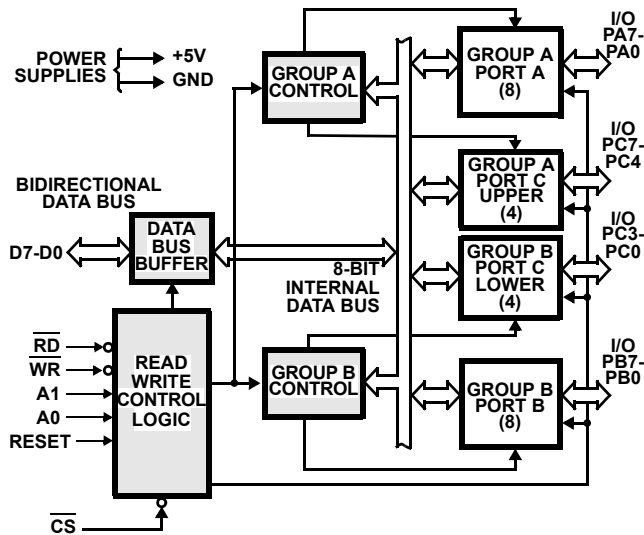 POWER
SUPPLIES
+5V
GND
GROUP A
CONTROL
GROUP A
PORT A
(8)
I/O
PA7-
PA0
GROUP A
PORT C
UPPER
(4)
I/O
PC7-
PC4
BIDIRECTIONAL
DATA BUS
D7-D0
DATA
BUS
BUFFER
8-BIT
INTERNAL
DATA BUS
GROUP B
PORT C
LOWER
(4)
I/O
PC3-
PC0
RD
WR
A1
A0
RESET
READ
WRITE
CONTROL
LOGIC
GROUP B
CONTROL
GROUP B
PORT B
(8)
I/O
PB7-
PB0
CS